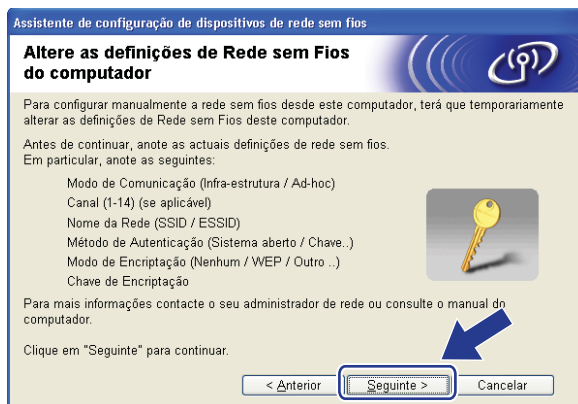 Assistente de configuração de dispositivos de rede sem fios
Altere as definições de Rede sem Fios
do computador
Para configurar manualmente a rede sem fios desde este computador, terá que temporariamente
alterar as definições de Rede sem Fios deste computador.
Antes de continuar, anote as actuais definições de rede sem fios.
Em particular, anote as seguintes:
Modo de Comunicação (Infra-estrutura / Ad-hoc)
Canal (1-14) (se aplicável)
Nome da Rede (SSID / ESSID)
Método de Autenticação (Sistema aberto / Chave..)
Modo de Encriptação (Nenhum / WEP / Outro ..)
Chave de Encriptação
Para mais informações contacte o seu administrador de rede ou consulte o manual do
computador.
Clique em "Seguinte" para continuar.
< Anterior Seguinte > Cancelar